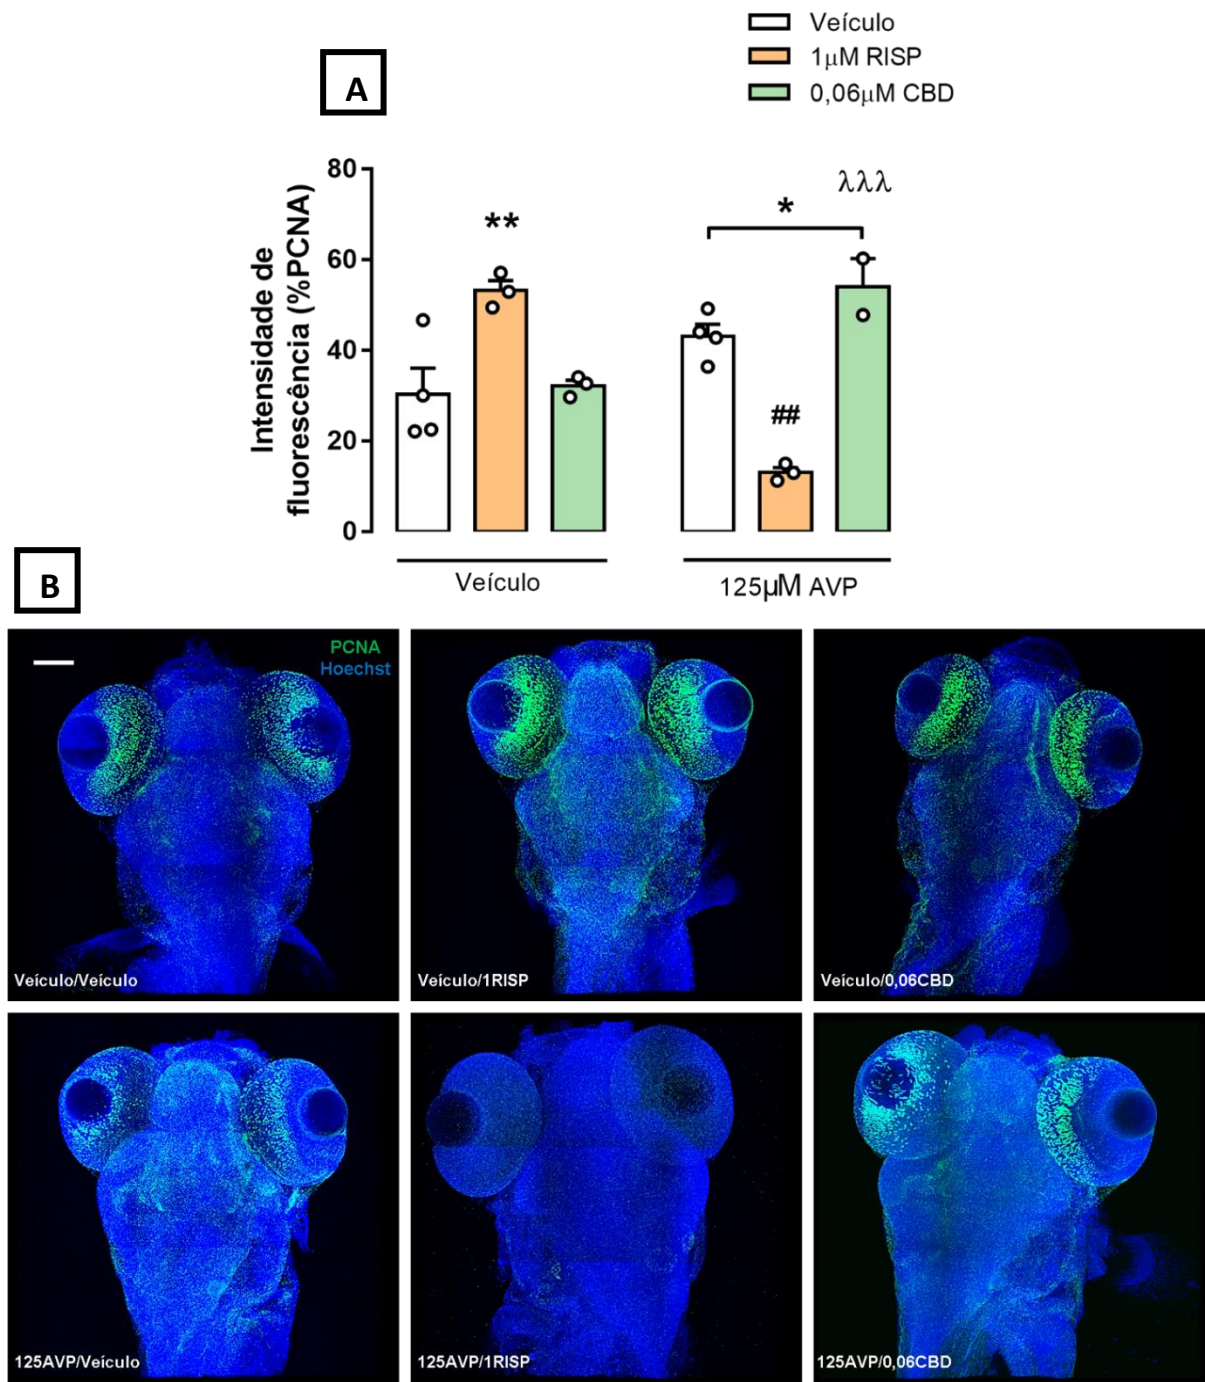 Veículo
1µM RISP
0,06µM CBD
A
Intensidade de
fluorescência (%PCNA)
80
60
40
20
0
**
*
λλλ
##
Veículo
125µM AVP
B
PCNA
Hoechst
Veículo/Veículo
Veículo/1RISP
Veículo/0,06CBD
125AVP/Veículo
125AVP/1RISP
125AVP/0,06CBD